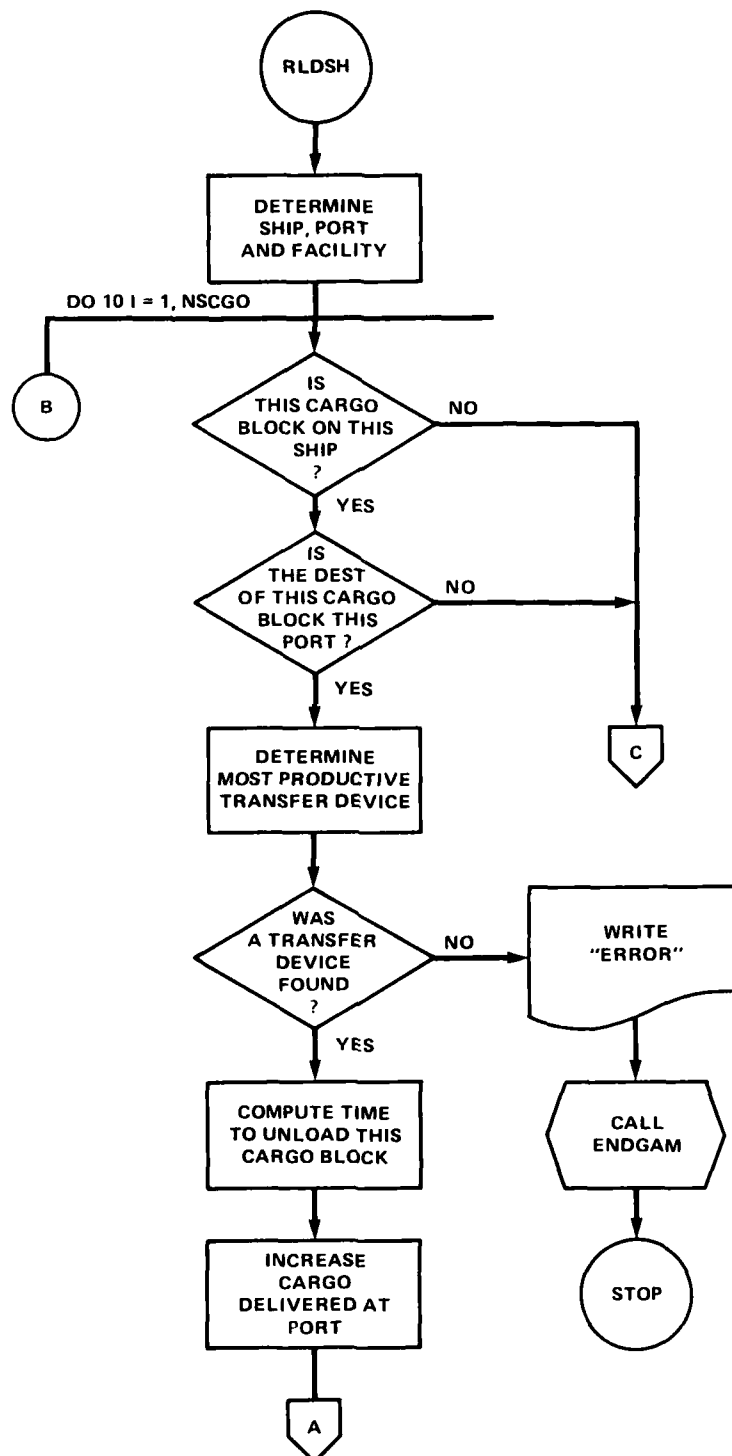 RLDSH
DETERMINE
SHIP, PORT
AND FACILITY
DO 10 I = 1, NSCGO
B
IS
THIS CARGO
BLOCK ON THIS
SHIP
?
NO
YES
IS
THE DEST
OF THIS CARGO
BLOCK THIS
PORT ?
NO
YES
C
DETERMINE
MOST PRODUCTIVE
TRANSFER DEVICE
WAS
A TRANSFER
DEVICE
FOUND
?
NO
WRITE
"ERROR"
YES
COMPUTE TIME
TO UNLOAD THIS
CARGO BLOCK
CALL
ENDGAM
INCREASE
CARGO
DELIVERED AT
PORT
STOP
A